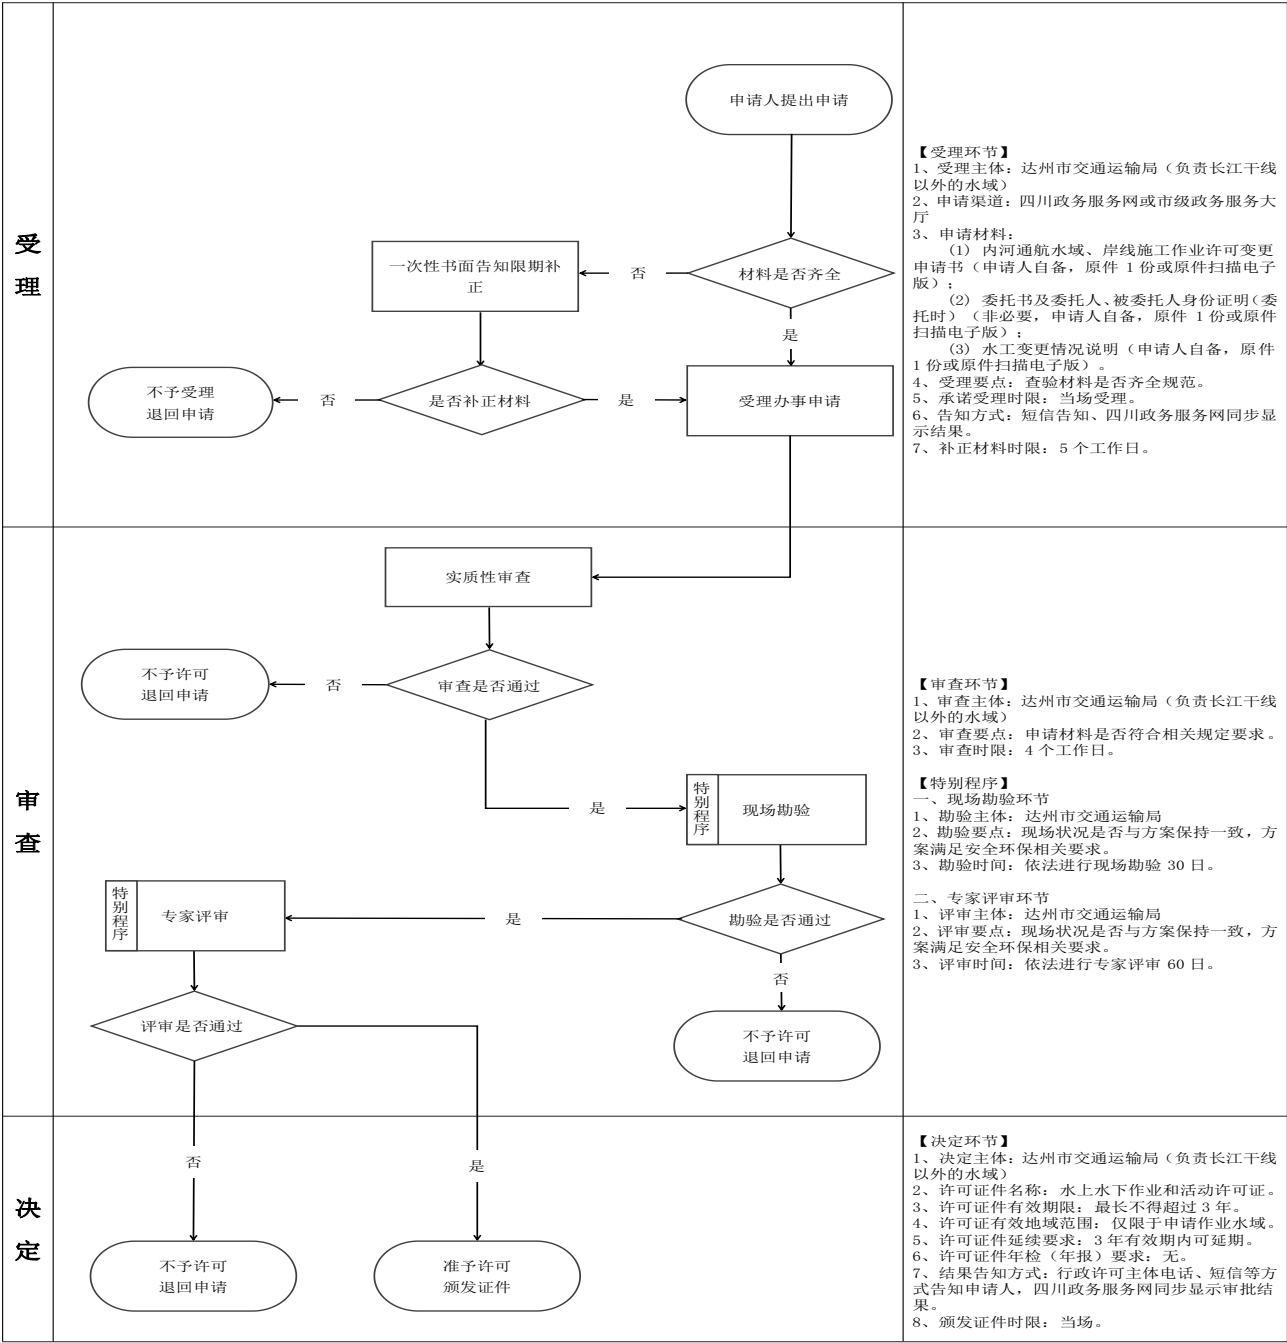 受
理
申请人提出申请
材料是否齐全
否
一次性书面告知限期补
正
是
是否补正材料
否
不予受理
退回申请
是
受理办事申请
【受理环节】
1、受理主体：达州市交通运输局（负责长江干线
以外的水域）
2、申请渠道：四川政务服务网或市级政务服务大
厅
3、申请材料：
（1）内河通航水域、岸线施工作业许可变更
申请书（申请人自备，原件 1 份或原件扫描电子
版）；
（2）委托书及委托人、被委托人身份证明（委
托时）（非必要，申请人自备，原件 1 份或原件
扫描电子版）；
（3）水工变更情况说明（申请人自备，原件
1 份或原件扫描电子版）。
4、受理要点：查验材料是否齐全规范。
5、承诺受理时限：当场受理。
6、告知方式：短信告知、四川政务服务网同步显
示结果。
7、补正材料时限：5 个工作日。
审
查
实质性审查
审查是否通过
否
不予许可
退回申请
是
特别程序
现场勘验
勘验是否通过
是
特别程序
专家评审
否
不予许可
退回申请
评审是否通过
【审查环节】
1、审查主体：达州市交通运输局（负责长江干线
以外的水域）
2、审查要点：申请材料是否符合相关规定要求。
3、审查时限：4 个工作日。
【特别程序】
一、现场勘验环节
1、勘验主体：达州市交通运输局
2、勘验要点：现场状况是否与方案保持一致，方
案满足安全环保相关要求。
3、勘验时间：依法进行现场勘验 30 日。
二、专家评审环节
1、评审主体：达州市交通运输局
2、评审要点：现场状况是否与方案保持一致，方
案满足安全环保相关要求。
3、评审时间：依法进行专家评审 60 日。
决
定
否
是
不予许可
退回申请
准予许可
颁发证件
【决定环节】
1、决定主体：达州市交通运输局（负责长江干线
以外的水域）
2、许可证件名称：水上水下作业和活动许可证。
3、许可证件有效期限：最长不得超过 3 年。
4、许可证有效地域范围：仅限于申请作业水域。
5、许可证件延续要求：3 年有效期内可延期。
6、许可证件年检（年报）要求：无。
7、结果告知方式：行政许可主体电话、短信等方
式告知申请人，四川政务服务网同步显示审批结
果。
8、颁发证件时限：当场。